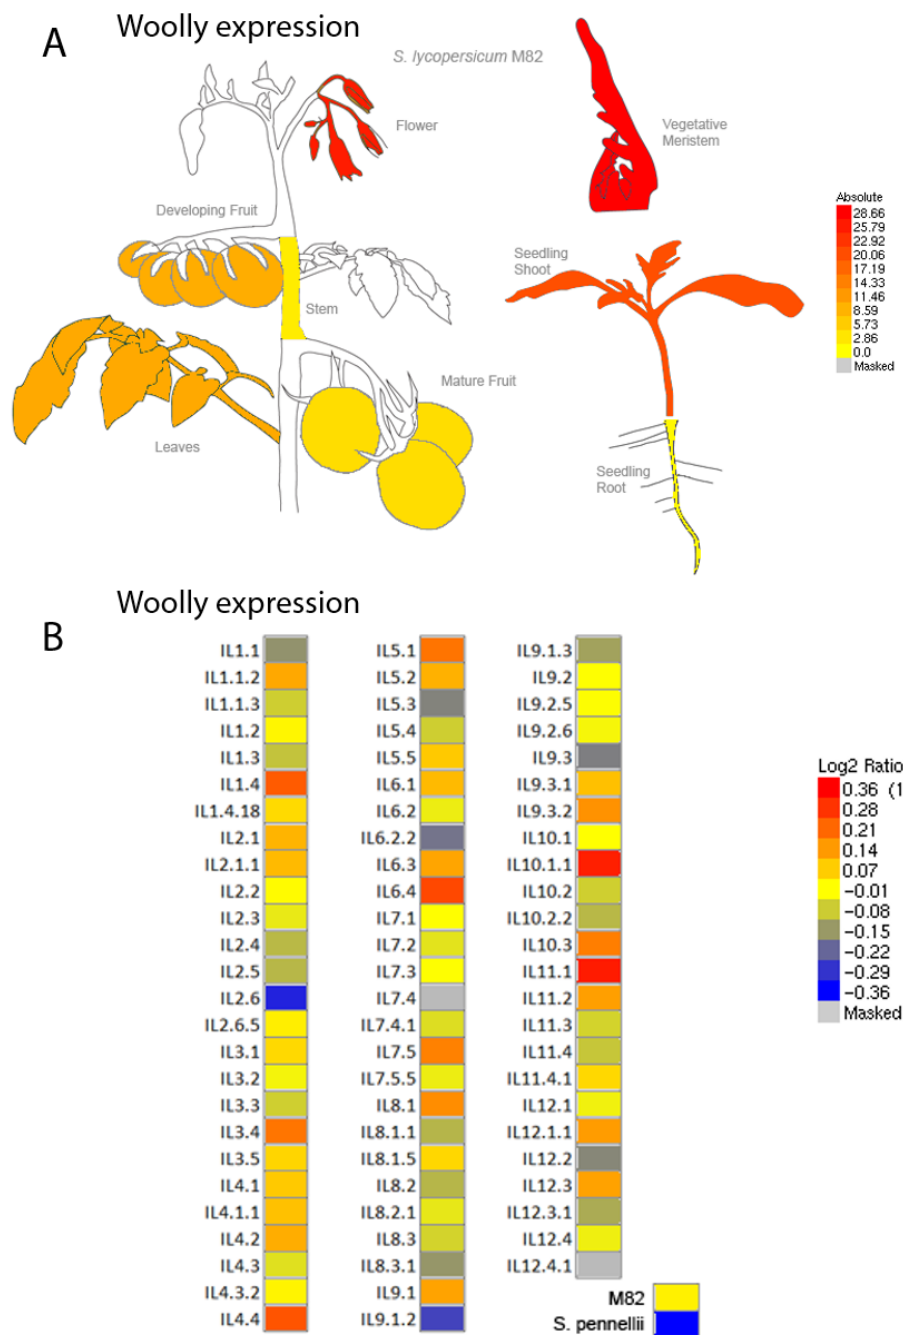 A
Woolly expression
S. lycopersicum M82
Flower
Vegetative
Meristem
Developing Fruit
Seedling
Shoot
Stem
Mature Fruit
Leaves
Seedling
Root
Absolute
28.66
25.79
22.92
20.06
17.19
14.33
11.46
8.59
5.73
2.86
0.0
Masked
Woolly expression
B
IL1.1
IL1.1.2
IL1.1.3
IL1.2
IL1.3
IL1.4
IL1.4.18
IL2.1
IL2.1.1
IL2.2
IL2.3
IL2.4
IL2.5
IL2.6
IL2.6.5
IL3.1
IL3.2
IL3.3
IL3.4
IL3.5
IL4.1
IL4.1.1
IL4.2
IL4.3
IL4.3.2
IL4.4
IL5.1
IL5.2
IL5.3
IL5.4
IL5.5
IL6.1
IL6.2
IL6.2.2
IL6.3
IL6.4
IL7.1
IL7.2
IL7.3
IL7.4
IL7.4.1
IL7.5
IL7.5.5
IL8.1
IL8.1.1
IL8.1.5
IL8.2
IL8.2.1
IL8.3
IL8.3.1
IL9.1
IL9.1.2
IL9.1.3
IL9.2
IL9.2.5
IL9.2.6
IL9.3
IL9.3.1
IL9.3.2
IL10.1
IL10.1.1
IL10.2
IL10.2.2
IL10.3
IL11.1
IL11.2
IL11.3
IL11.4
IL11.4.1
IL12.1
IL12.1.1
IL12.2
IL12.3
IL12.3.1
IL12.4
IL12.4.1
Log2 Ratio
0.36 (1
0.28
0.21
0.14
0.07
-0.01
-0.08
-0.15
-0.22
-0.29
-0.36
Masked
M82
S. pennellii